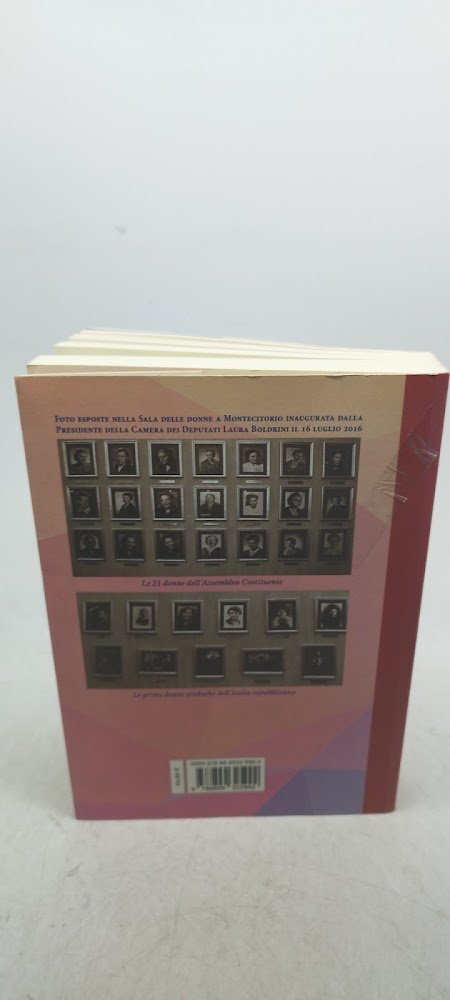 Foto esposte nella Sala delle donne a Montecitorio inaugurata dalla
Presidente della Camera dei Deputati Laura Boldrini il 16 luglio 2016
Le 21 donne dell'Assemblea Costituente
Le prime donne sindache dell'Italia repubblicana
ISBN